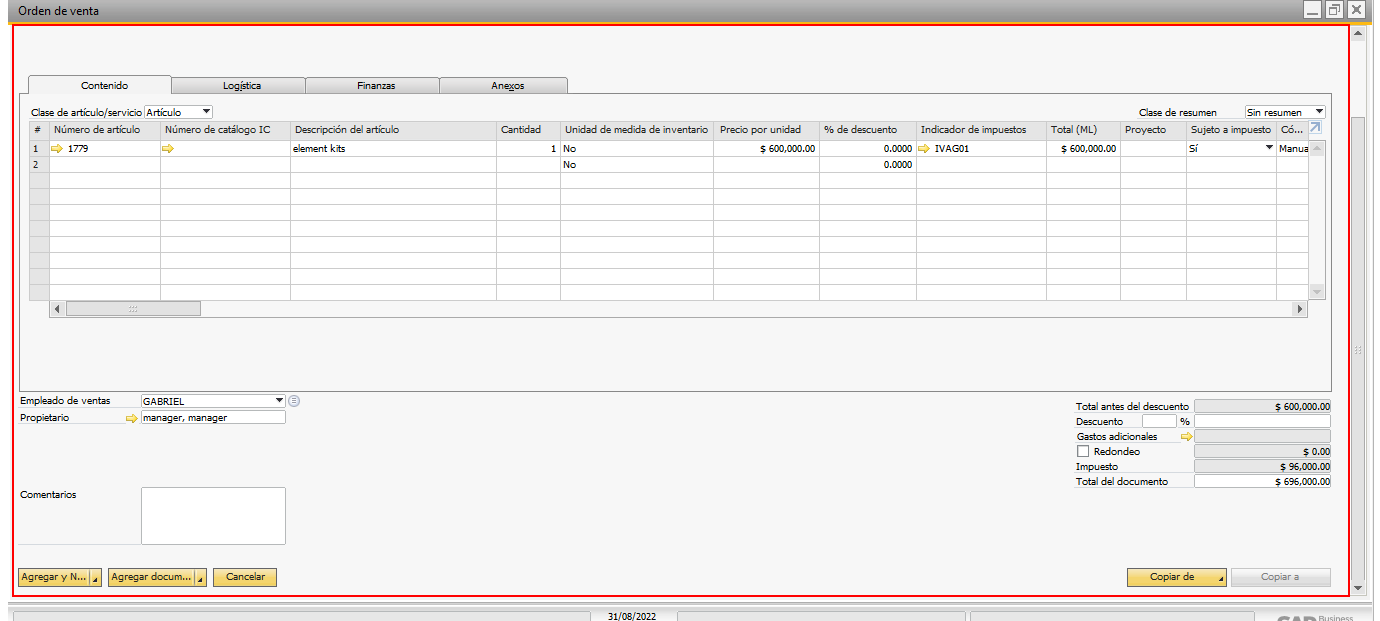 Orden de venta
Contenido Logística Finanzas Anexos
Clase de artículo/servicio Artículo Clase de resumen Sin resumen
# Número de artículo Número de catálogo IC Descripción del artículo Cantidad Unidad de medida de inventario Precio por unidad % de descuento Indicador de impuestos Total (ML) Proyecto Sujeto a impuesto Có...
1 1779 element kits 1 No $ 600,000.00 0.0000 IVAG01 $ 600,000.00 Sí Manua
2 No 0.0000
Empleado de ventas GABRIEL
Propietario manager, manager
Total antes del descuento $ 600,000.00
Descuento %
Gastos adicionales
Redondeo $ 0.00
Impuesto $ 96,000.00
Total del documento $ 696,000.00
Comentarios
Agregar y N... Agregar docum... Cancelar Copiar de Copiar a
31/08/2022
SAP Business